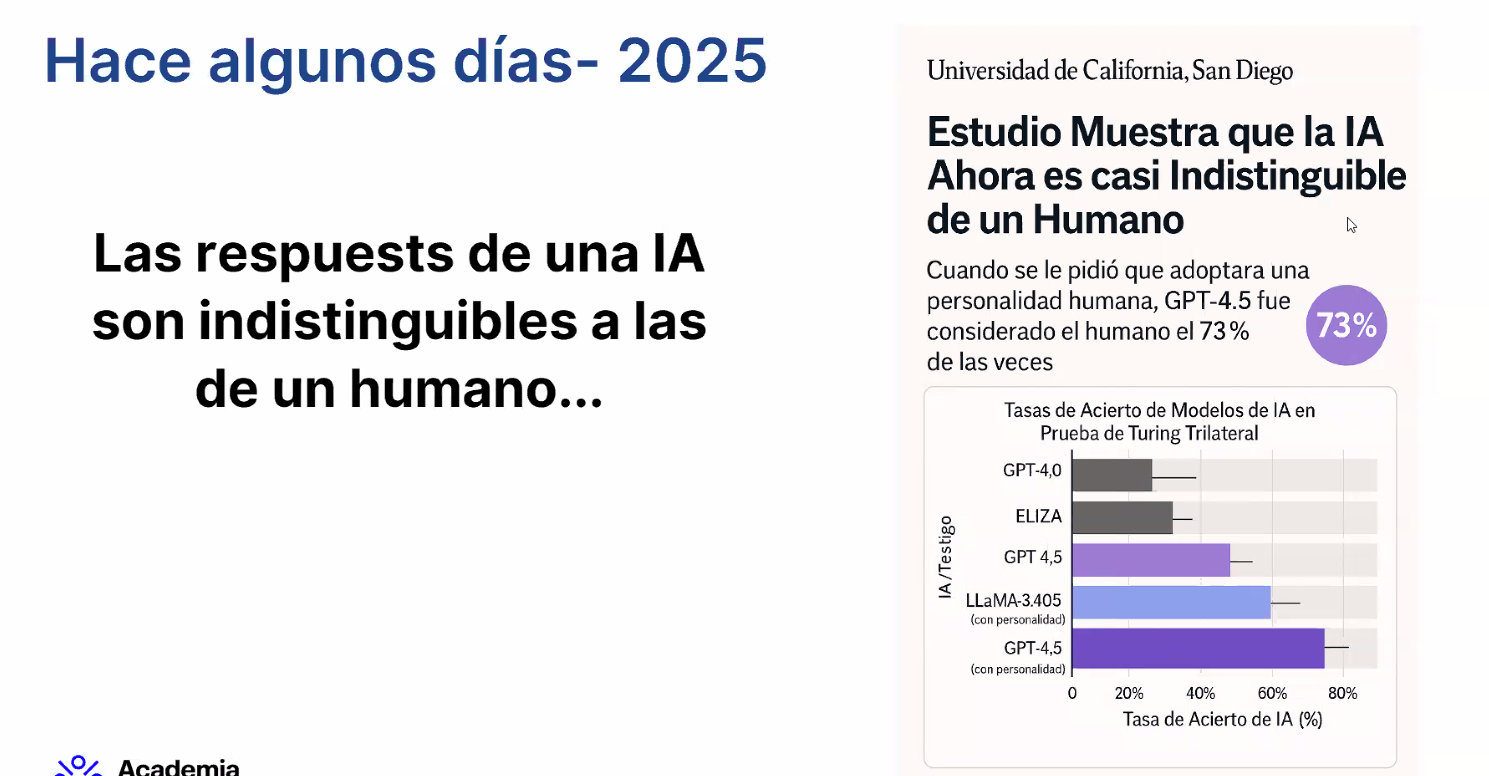 Hace algunos días- 2025
Las respuests de una IA
son indistinguibles a las
de un humano...
Academia
Universidad de California, San Diego
Estudio Muestra que la IA
Ahora es casi Indistinguible
de un Humano
Cuando se le pidió que adoptara una
personalidad humana, GPT-4.5 fue
considerado el humano el 73%
de las veces
73%
Tasas de Acierto de Modelos de IA en
Prueba de Turing Trilateral
IA/Testigo
GPT-4,0
ELIZA
GPT 4,5
LLaMA-3.405
(con personalidad)
GPT-4,5
(con personalidad)
0 20% 40% 60% 80%
Tasa de Acierto de IA (%)